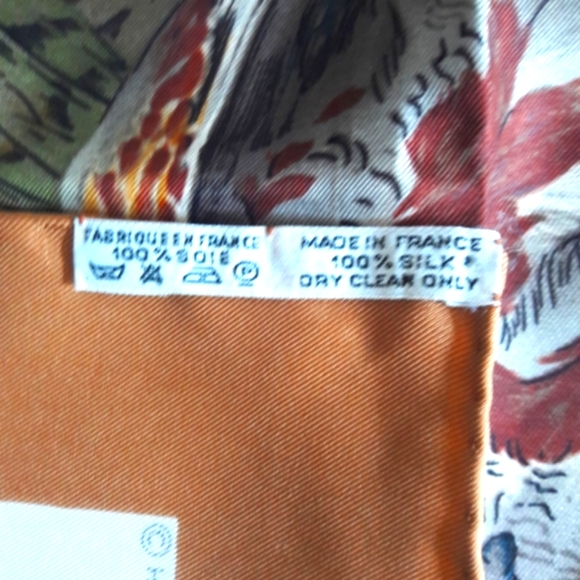 FABRIQUE EN FRANCE
100% SOIE
P
MADE IN FRANCE
100% SILK
DRY CLEAN ONLY
©